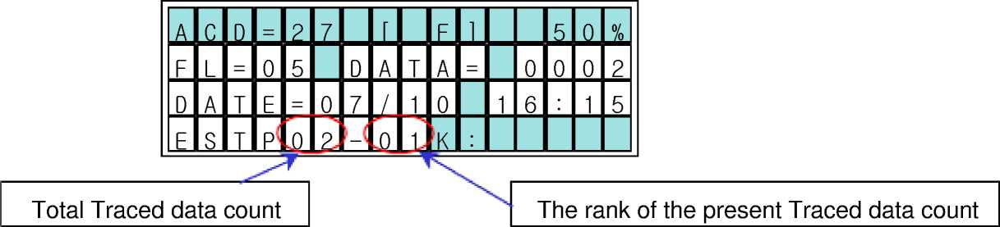 ACD=27 [ F]  50%
FL=05 DATA= 0002
DATE=07/10 16:15
ESTP02-01K:
Total Traced data count
The rank of the present Traced data count